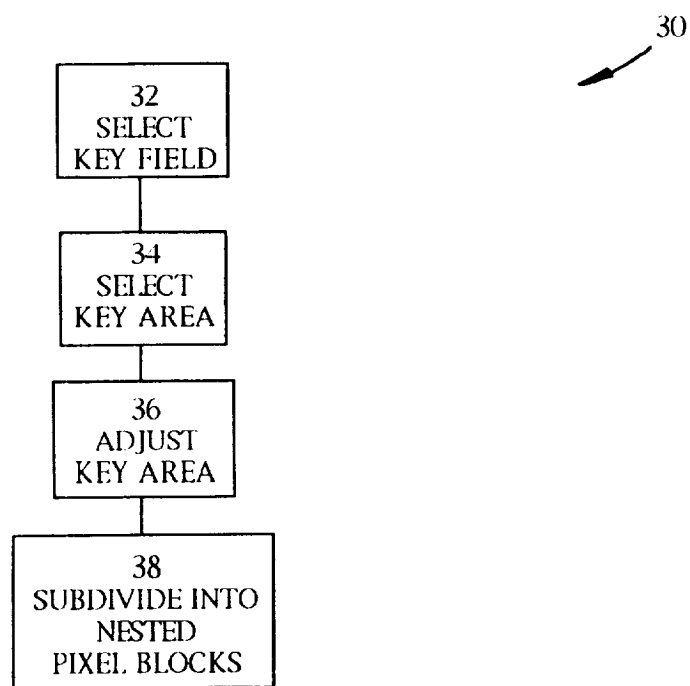 30
32
SELECT
KEY FIELD
34
SELECT
KEY AREA
36
ADJUST
KEY AREA
38
SUBDIVIDE INTO
NESTED
PIXEL BLOCKS